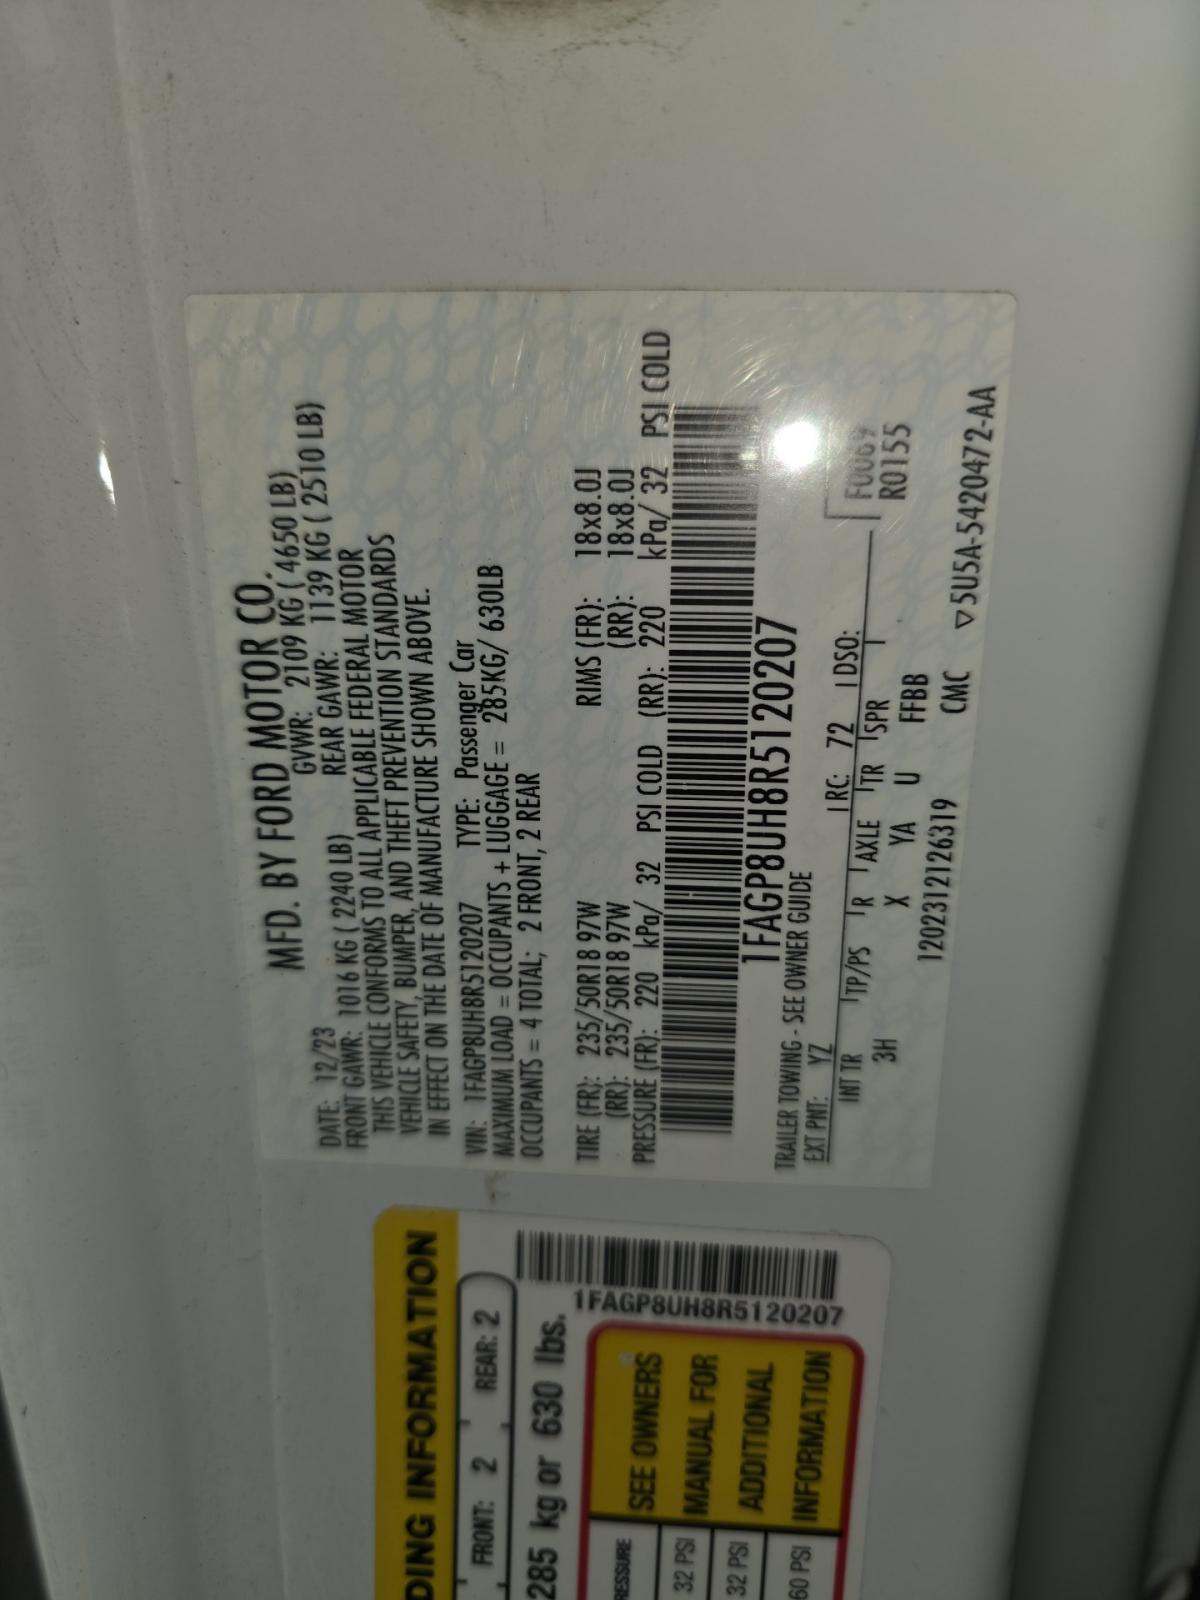 MFD. BY FORD MOTOR CO.
DATE: 12/23 GVWR: 2109 KG ( 4650 LB)
FRONT GAWR: 1016 KG ( 2240 LB) REAR GAWR: 1139 KG ( 2510 LB)
THIS VEHICLE CONFORMS TO ALL APPLICABLE FEDERAL MOTOR
VEHICLE SAFETY, BUMPER, AND THEFT PREVENTION STANDARDS
IN EFFECT ON THE DATE OF MANUFACTURE SHOWN ABOVE.
VIN: 1FAGP8UH8R5120207 TYPE: Passenger Car
MAXIMUM LOAD = OCCUPANTS + LUGGAGE = 285KG/ 630LB
OCCUPANTS = 4 TOTAL; 2 FRONT, 2 REAR
TIRE (FR): 235/50R18 97W RIMS (FR): 18x8.0J
(RR): 235/50R18 97W (RR): 18x8.0J
PRESSURE (FR): 220 kPa/ 32 PSI COLD (RR): 220 kPa/ 32 PSI COLD
1FAGP8UH8R5120207
TRAILER TOWING - SEE OWNER GUIDE
EXT PNT: YZ RC: 72 DSO:
INT TR TP/PS R AXLE TR SPR F0069
3H X YA U FFBB R0155
120231212126319 CMC ▽5U5A-5420472-AA
DING INFORMATION
FRONT: 2 REAR: 2
285 kg or 630 lbs.
1FAGP8UH8R5120207
RESSURE
32 PSI
32 PSI
60 PSI
SEE OWNERS
MANUAL FOR
ADDITIONAL
INFORMATION